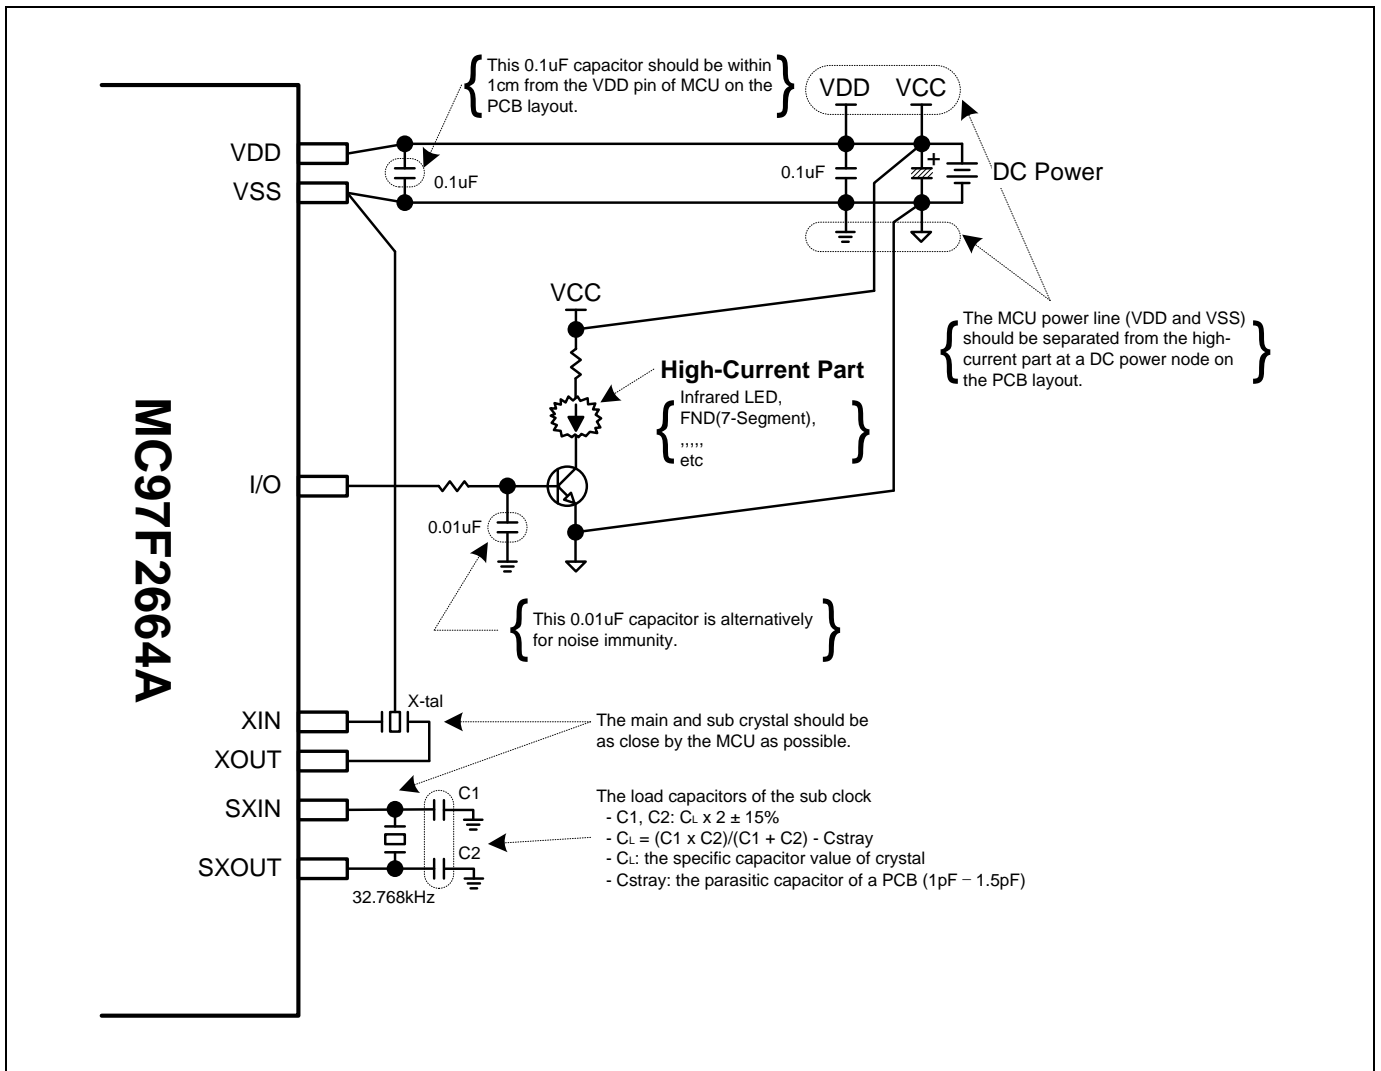 This 0.1uF capacitor should be within
1cm from the VDD pin of MCU on the
PCB layout.
VDD
VCC
VDD
VSS
0.1uF
0.1uF
+
DC Power
VCC
The MCU power line (VDD and VSS)
should be separated from the high-
current part at a DC power node on
the PCB layout.
High-Current Part
Infrared LED,
FND(7-Segment),
,,,,,
etc
MC97F2664A
I/O
0.01uF
This 0.01uF capacitor is alternatively
for noise immunity.
X-tal
XIN
XOUT
The main and sub crystal should be
as close by the MCU as possible.
SXIN
C1
SXOUT
C2
32.768kHz
The load capacitors of the sub clock
- C1, C2: CL x 2 ± 15%
- CL = (C1 x C2)/(C1 + C2) - Cstray
- CL: the specific capacitor value of crystal
- Cstray: the parasitic capacitor of a PCB (1pF – 1.5pF)